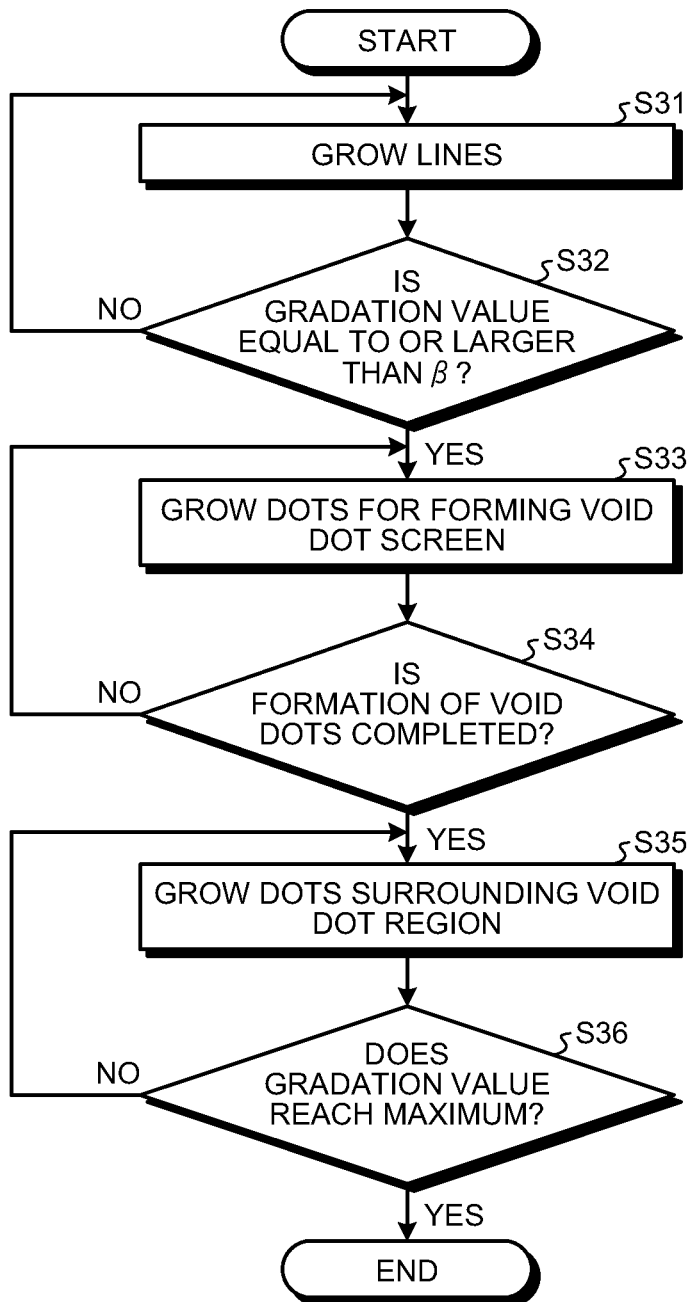 START
S31
GROW LINES
S32
IS
GRADATION VALUE
EQUAL TO OR LARGER
THAN β?
NO
YES
S33
GROW DOTS FOR FORMING VOID
DOT SCREEN
S34
IS
FORMATION OF VOID
DOTS COMPLETED?
NO
YES
S35
GROW DOTS SURROUNDING VOID
DOT REGION
S36
DOES
GRADATION VALUE
REACH MAXIMUM?
NO
YES
END